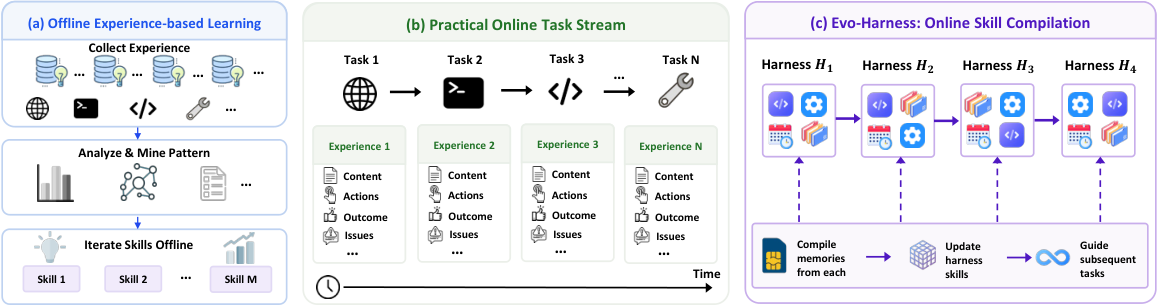 (a) Offline Experience-based Learning
Collect Experience
... ... ... ...
...
Analyze & Mine Pattern
...
Iterate Skills Offline
Skill 1 Skill 2 ... Skill M
(b) Practical Online Task Stream
Task 1 Task 2 Task 3 ... Task N
Experience 1
Content
Actions
Outcome
Issues
...
Experience 2
Content
Actions
Outcome
Issues
...
Experience 3
Content
Actions
Outcome
Issues
...
Experience N
Content
Actions
Outcome
Issues
...
Time
(c) Evo-Harness: Online Skill Compilation
Harness H₁ Harness H₂ Harness H₃ Harness H₄
Compile
memories
from each
Update
harness
skills
Guide
subsequent
tasks